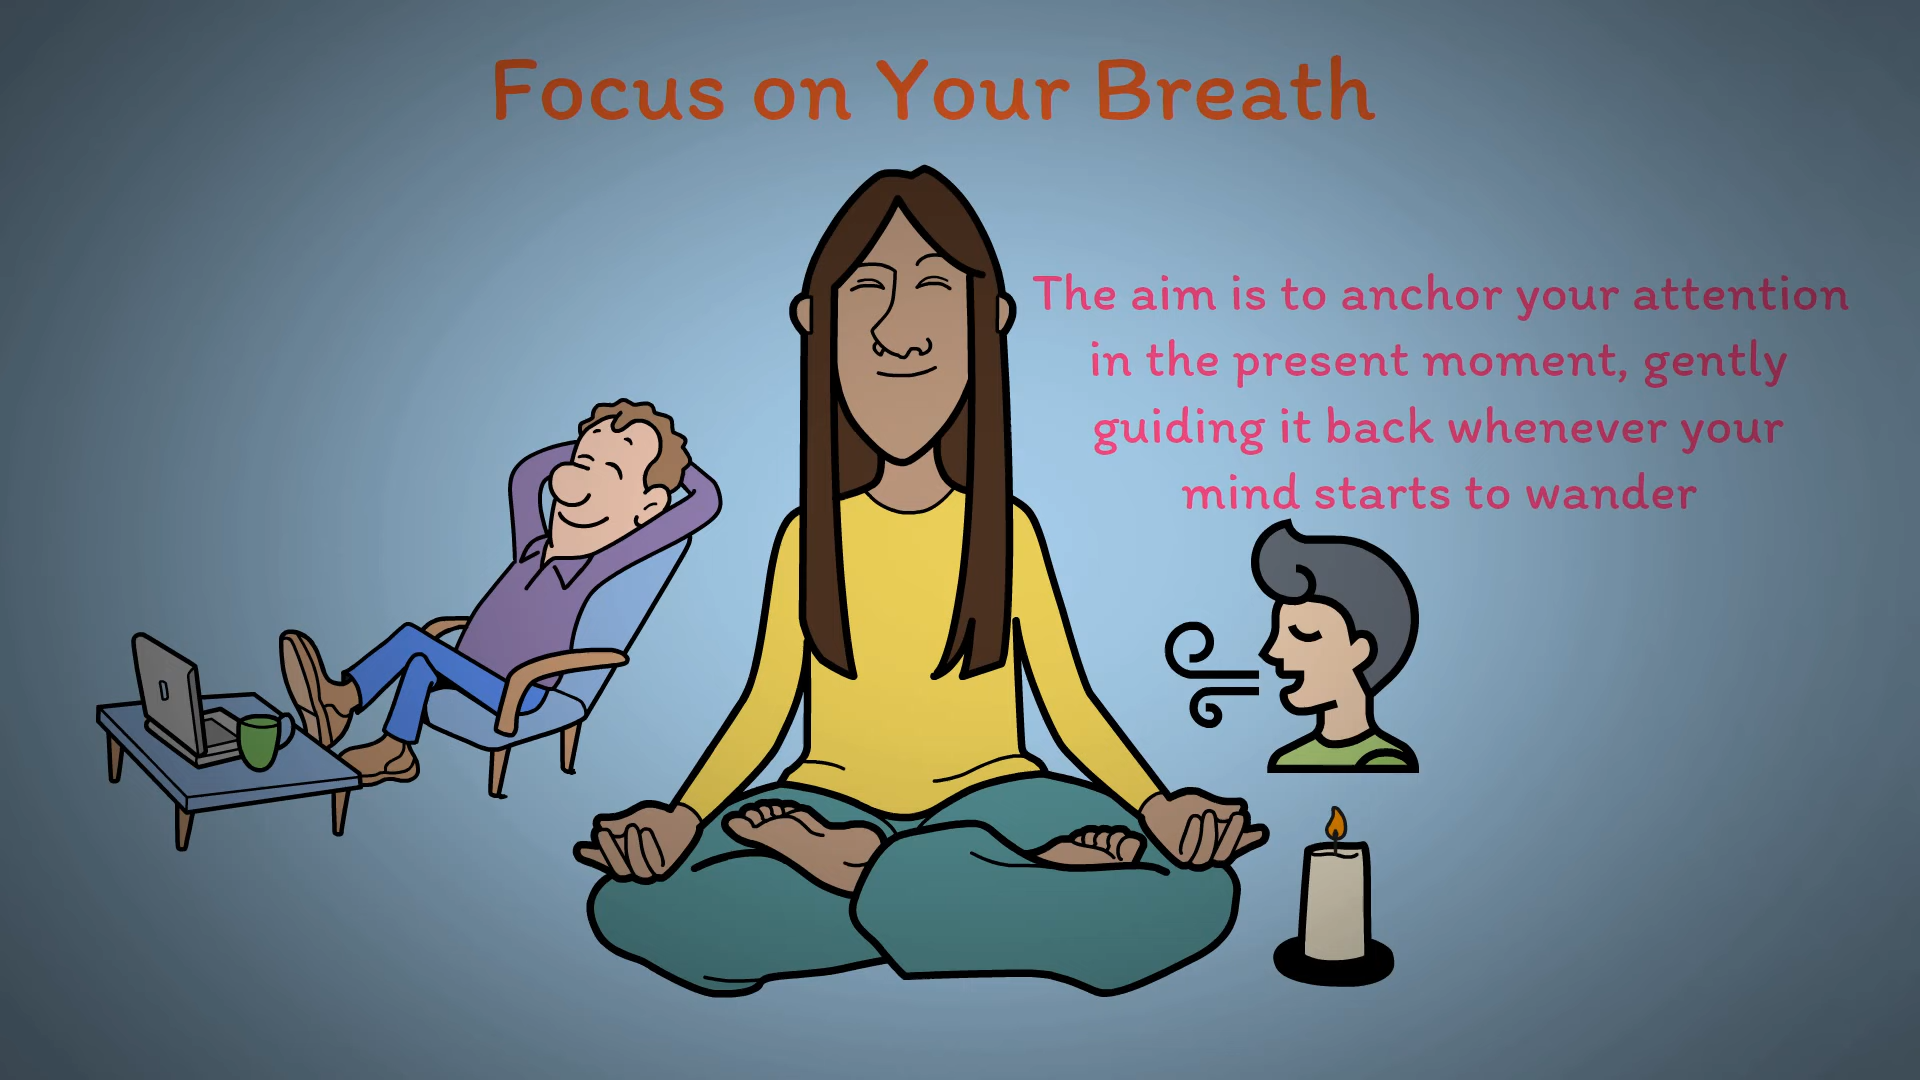 Focus on Your Breath
The aim is to anchor your attention
in the present moment, gently
guiding it back whenever your
mind starts to wander